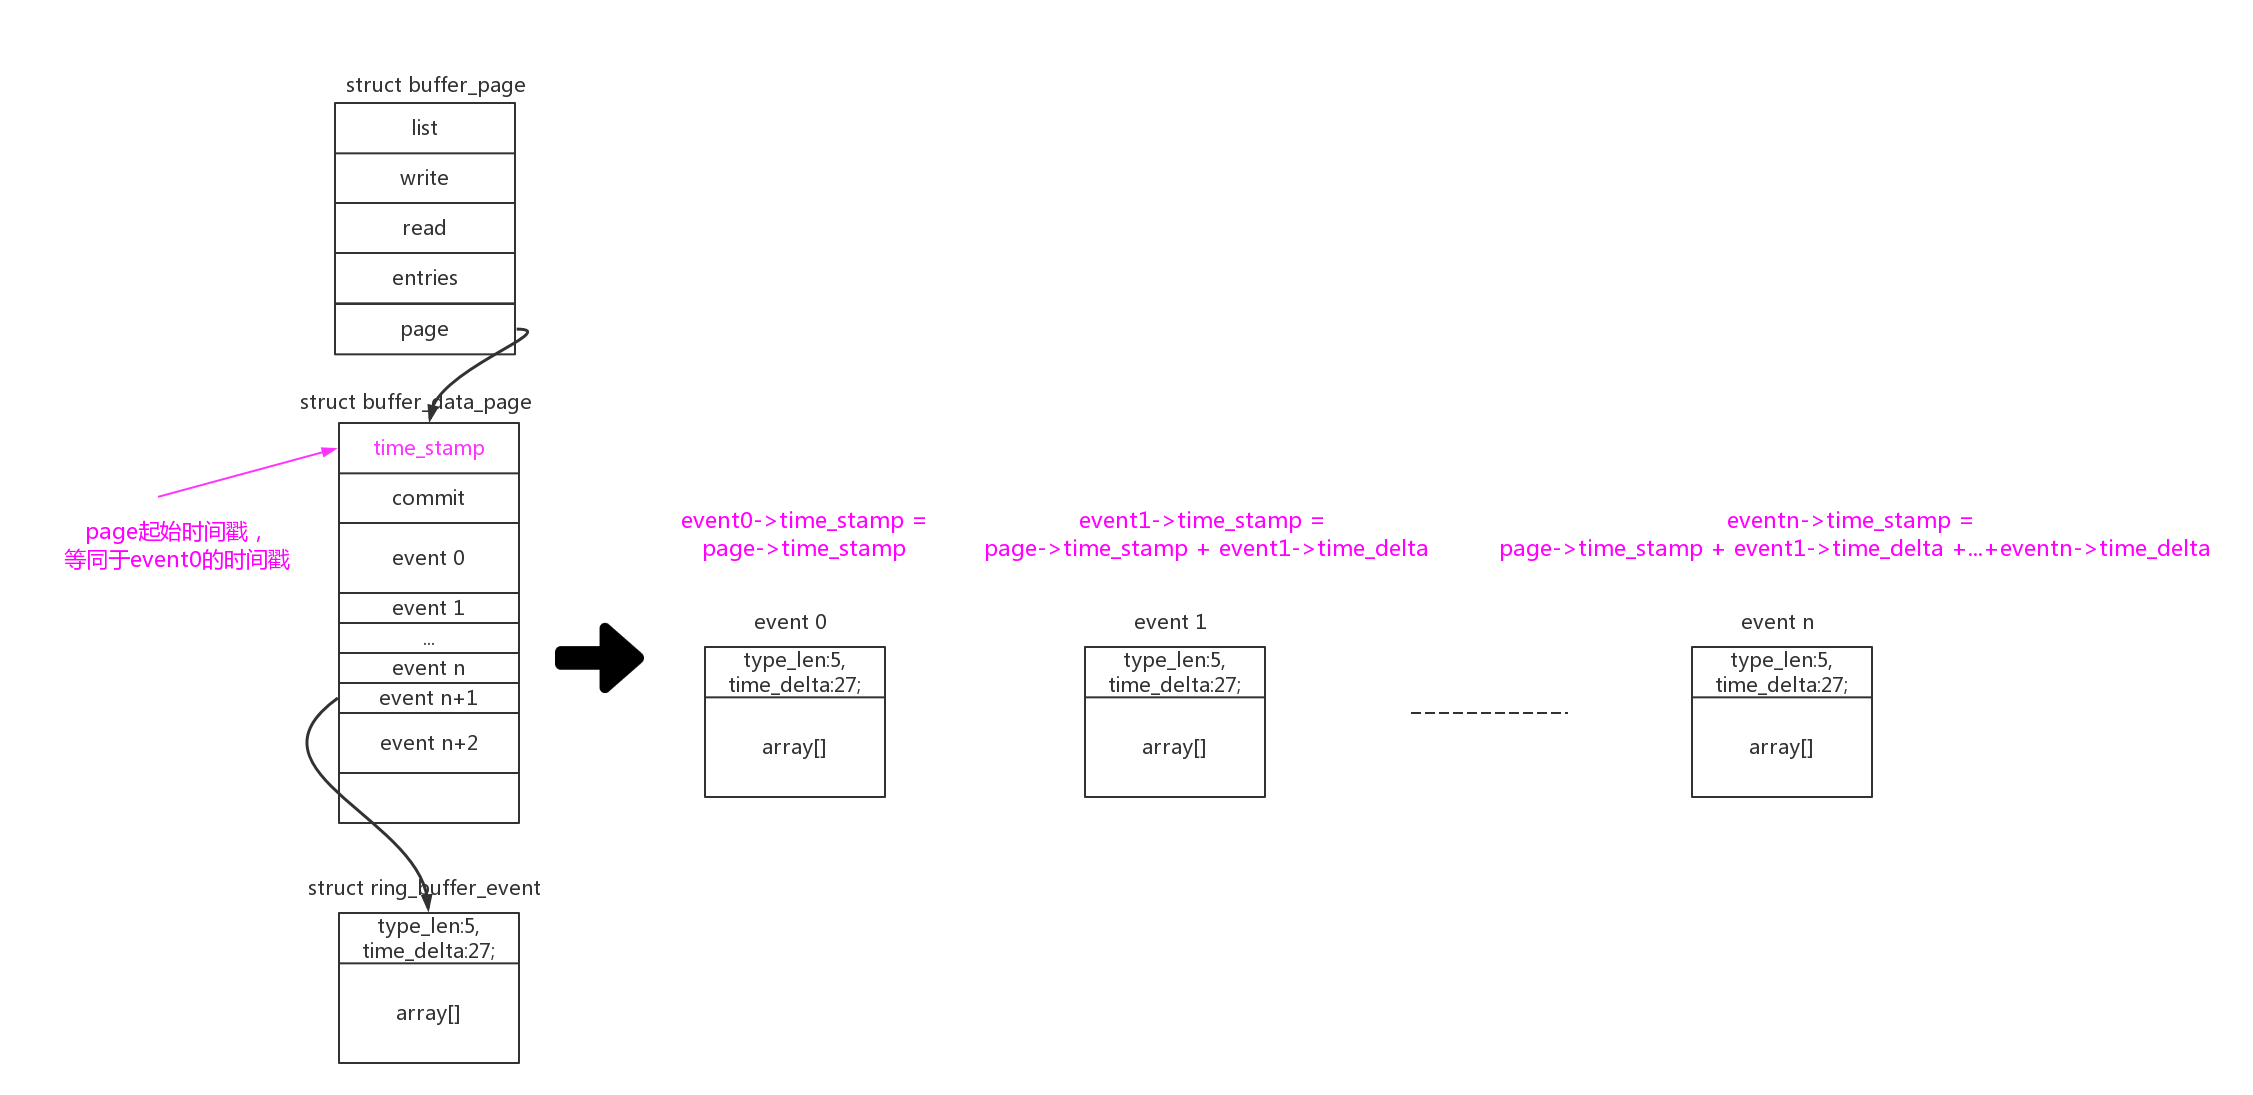 struct buffer_page
list
write
read
entries
page
struct buffer_data_page
time_stamp
commit
event 0
event 1
...
event n
event n+1
event n+2
page起始时间戳，
等同于event0的时间戳
struct ring_buffer_event
type_len:5,
time_delta:27;
array[]
event0->time_stamp =
page->time_stamp
event 0
type_len:5,
time_delta:27;
array[]
event1->time_stamp =
page->time_stamp + event1->time_delta
event 1
type_len:5,
time_delta:27;
array[]
eventn->time_stamp =
page->time_stamp + event1->time_delta +...+eventn->time_delta
event n
type_len:5,
time_delta:27;
array[]